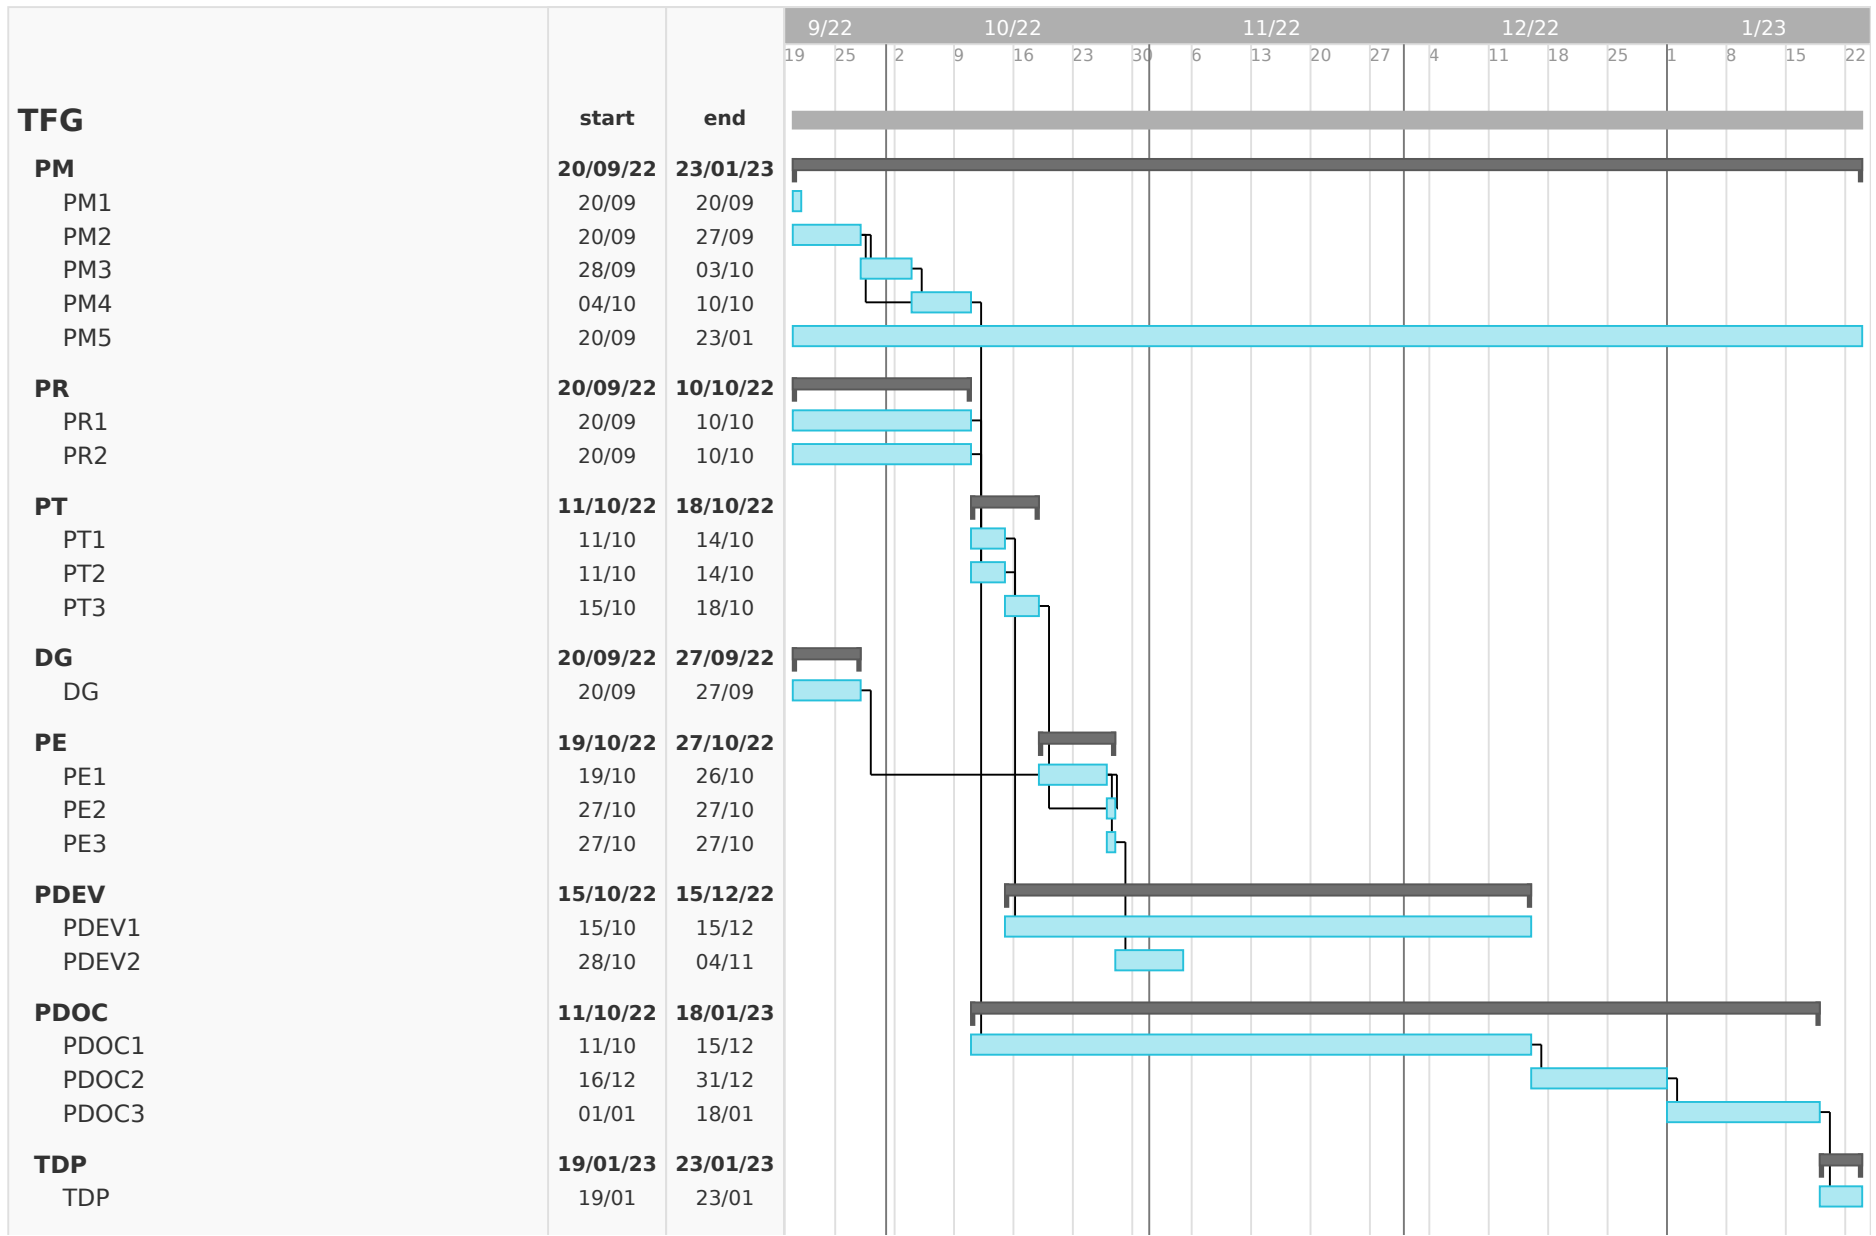 9/22 10/22 11/22 12/22 1/23
19 25 2 9 16 23 30 6 13 20 27 4 11 18 25 1 8 15 22
TFG start end
PM 20/09/22 23/01/23
PM1 20/09 20/09
PM2 20/09 27/09
PM3 28/09 03/10
PM4 04/10 10/10
PM5 20/09 23/01
PR 20/09/22 10/10/22
PR1 20/09 10/10
PR2 20/09 10/10
PT 11/10/22 18/10/22
PT1 11/10 14/10
PT2 11/10 14/10
PT3 15/10 18/10
DG 20/09/22 27/09/22
DG 20/09 27/09
PE 19/10/22 27/10/22
PE1 19/10 26/10
PE2 27/10 27/10
PE3 27/10 27/10
PDEV 15/10/22 15/12/22
PDEV1 15/10 15/12
PDEV2 28/10 04/11
PDOC 11/10/22 18/01/23
PDOC1 11/10 15/12
PDOC2 16/12 31/12
PDOC3 01/01 18/01
TDP 19/01/23 23/01/23
TDP 19/01 23/01